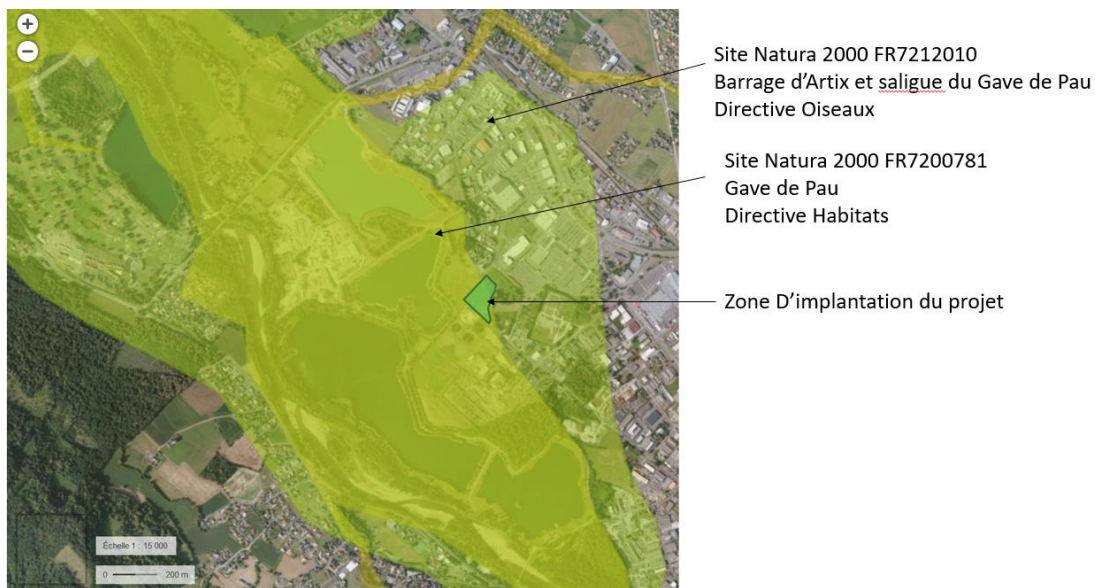 +
−
Site Natura 2000 FR7212010
Barrage d'Artix et saligue du Gave de Pau
Directive Oiseaux
Site Natura 2000 FR7200781
Gave de Pau
Directive Habitats
Zone D'implantation du projet
Échelle 1 : 15 000
0 200 m